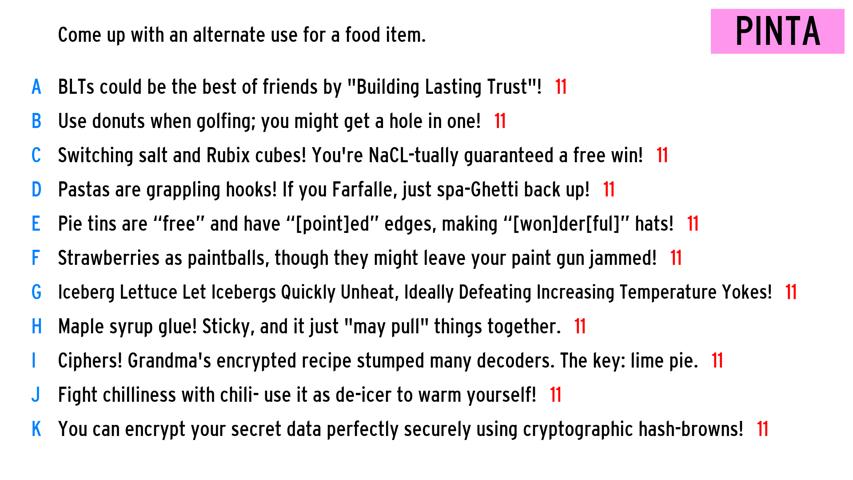 Come up with an alternate use for a food item.
PINTA
A BLTs could be the best of friends by "Building Lasting Trust"! 11
B Use donuts when golfing; you might get a hole in one! 11
C Switching salt and Rubix cubes! You're NaCL-tually guaranteed a free win! 11
D Pastas are grappling hooks! If you Farfalle, just spa-Ghetti back up! 11
E Pie tins are “free” and have “[point]ed” edges, making “[won]der[ful]” hats! 11
F Strawberries as paintballs, though they might leave your paint gun jammed! 11
G Iceberg Lettuce Let Icebergs Quickly Unheat, Ideally Defeating Increasing Temperature Yokes! 11
H Maple syrup glue! Sticky, and it just "may pull" things together. 11
I Ciphers! Grandma's encrypted recipe stumped many decoders. The key: lime pie. 11
J Fight chilliness with chili- use it as de-icer to warm yourself! 11
K You can encrypt your secret data perfectly securely using cryptographic hash-browns! 11